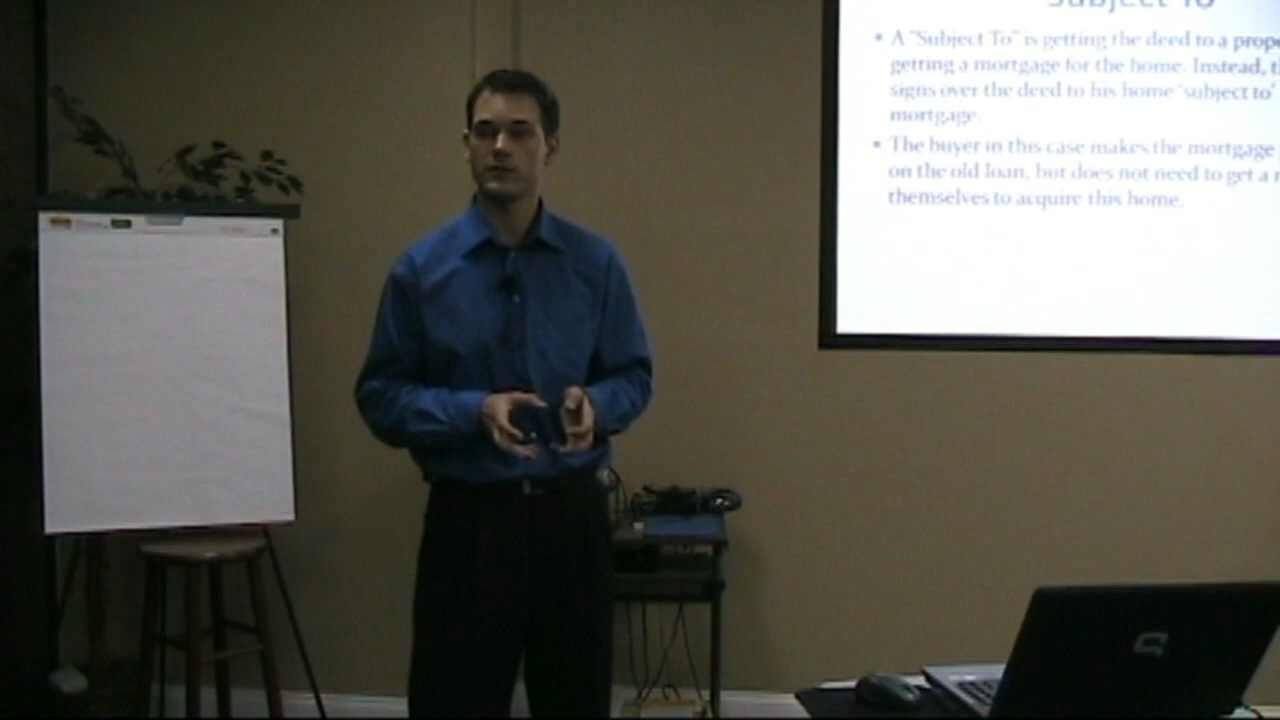 Subject To
• A "Subject To" is getting the deed to a
getting a mortgage for the home. Instead,
signs over the deed to his home 'subject to'
mortgage.
• The buyer in this case makes the mortgage
on the old loan, but does not need to get a
themselves to acquire this home.